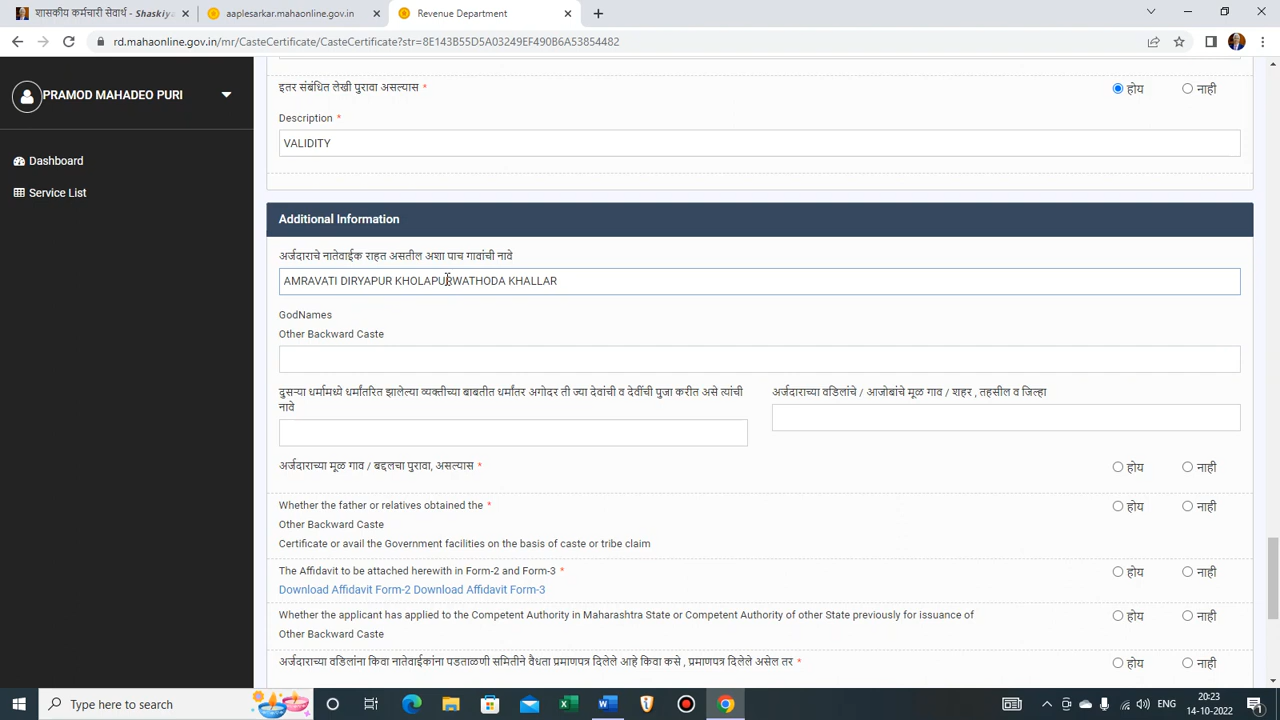 शासकीय कर्मचारी सेवार्थ - Shaskiy
aaplesarkar.mahaonline.gov.in
Revenue Department
rd.mahaonline.gov.in/mr/CasteCertificate/CasteCertificate?str=8E143B55D5A03249EF490B6A53854482
PRAMOD MAHADEO PURI
Dashboard
Service List
इतर संबंधित लेखी पुरावा असल्यास *
होय
नाही
Description *
VALIDITY
Additional Information
अर्जदाराचे नातेवाईक राहत असतील अशा पाच गावांची नावे
AMRAVATI DIRYAPUR KHOLAPURWATHODA KHALLAR
GodNames
Other Backward Caste
दुसऱ्या धर्मामध्ये धर्मांतरित झालेल्या व्यक्तीच्या बाबतीत धर्मांतर अगोदर ती ज्या देवांची व देवींची पुजा करीत असे त्यांची
नावे
अर्जदाराच्या वडिलांचे / आजोबांचे मूळ गाव / शहर , तहसील व जिल्हा
अर्जदाराच्या मूळ गाव / बद्दलचा पुरावा, असल्यास *
होय
नाही
Whether the father or relatives obtained the *
होय
नाही
Other Backward Caste
Certificate or avail the Government facilities on the basis of caste or tribe claim
The Affidavit to be attached herewith in Form-2 and Form-3 *
होय
नाही
Download Affidavit Form-2 Download Affidavit Form-3
Whether the applicant has applied to the Competent Authority in Maharashtra State or Competent Authority of other State previously for issuance of
होय
नाही
Other Backward Caste
अर्जदाराच्या वडिलांना किंवा नातेवाईकांना पडताळणी समितीने वैधता प्रमाणपत्र दिलेले आहे किंवा कसे , प्रमाणपत्र दिलेले असेल तर *
होय
नाही
Type here to search
ENG
20:23
14-10-2022